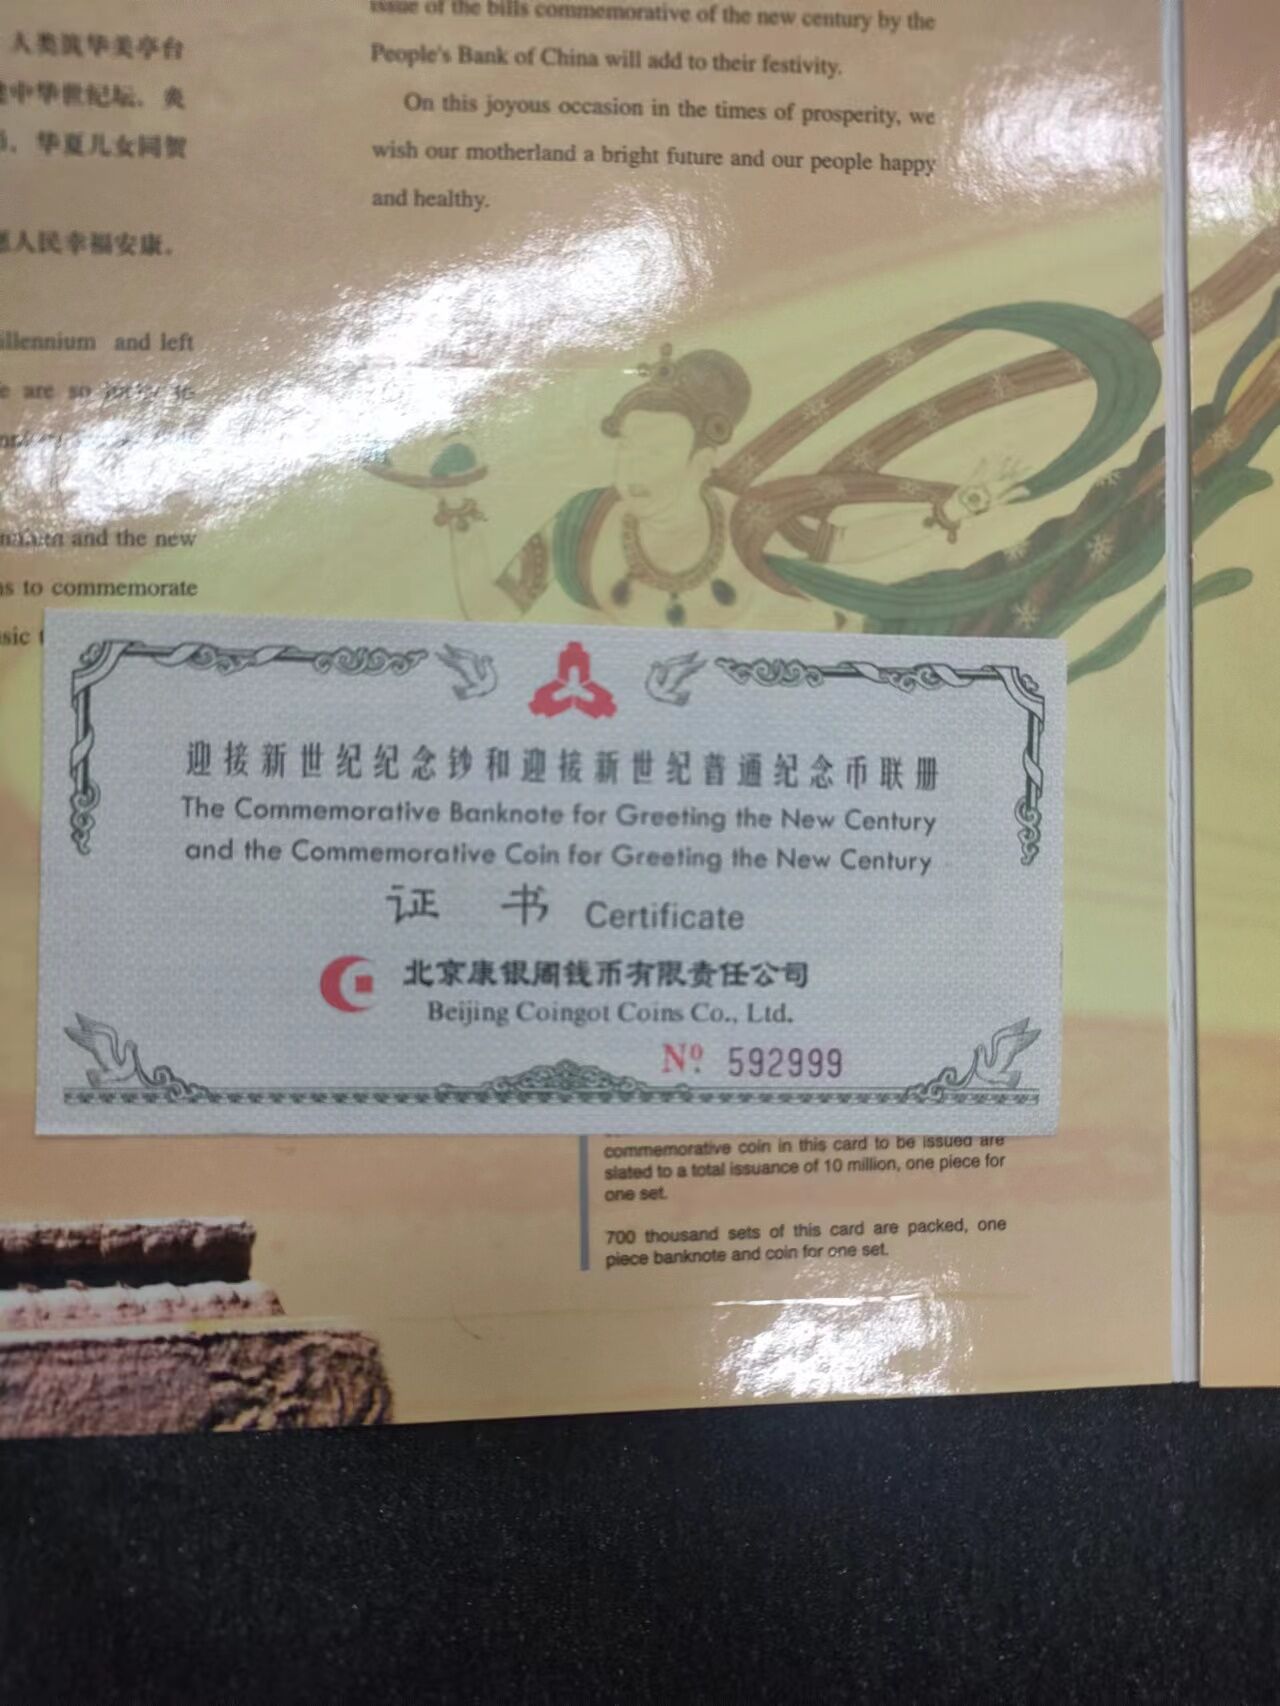 人类筑华美亭台
中华世纪坛。炎
华夏儿女同贺
人民幸福安康。
and left
are so
and the new
to commemorate
issue of the bills commemorative of the new century by the
People's Bank of China will add to their festivity.
On this joyous occasion in the times of prosperity, we
wish our motherland a bright future and our people happy
and healthy.
迎接新世纪纪念钞和迎接新世纪普通纪念币联册
The Commemorative Banknote for Greeting the New Century
and the Commemorative Coin for Greeting the New Century
证 书 Certificate
北京康银阁钱币有限责任公司
Beijing Coingot Coins Co., Ltd.
Nº. 592999
commemorative coin in this card to be issued are
slated to a total issuance of 10 million, one piece for
one set.
700 thousand sets of this card are packed, one
piece banknote and coin for one set.